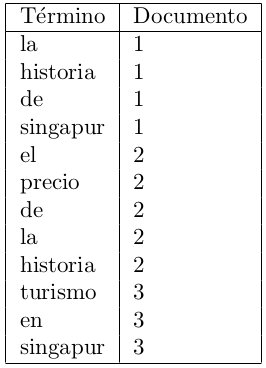 Término Documento
la 1
historia 1
de 1
singapur 1
el 2
precio 2
de 2
la 2
historia 2
turismo 3
en 3
singapur 3